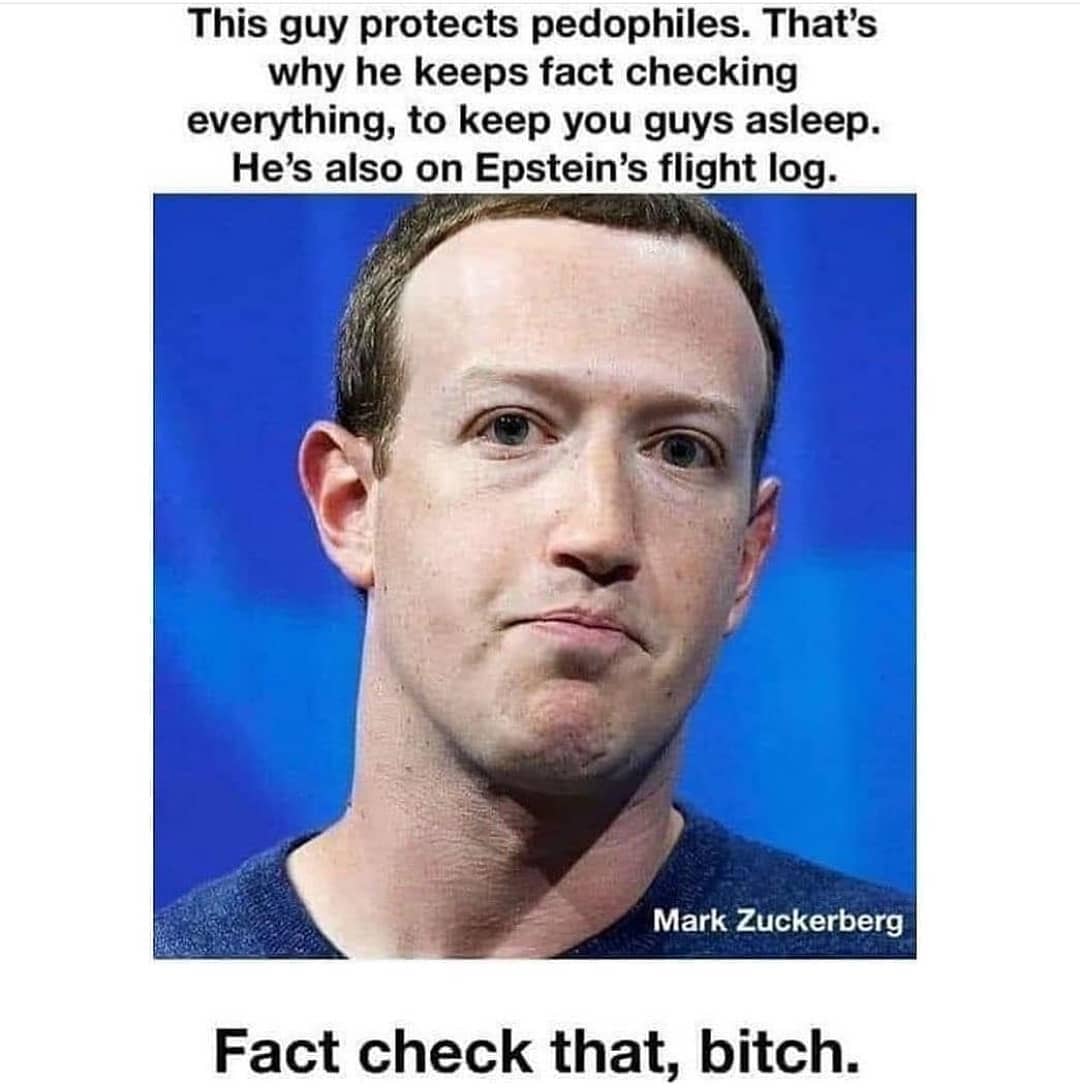 This guy protects pedophiles. That's
why he keeps fact checking
everything, to keep you guys asleep.
He's also on Epstein's flight log.
Mark Zuckerberg
Fact check that, bitch.